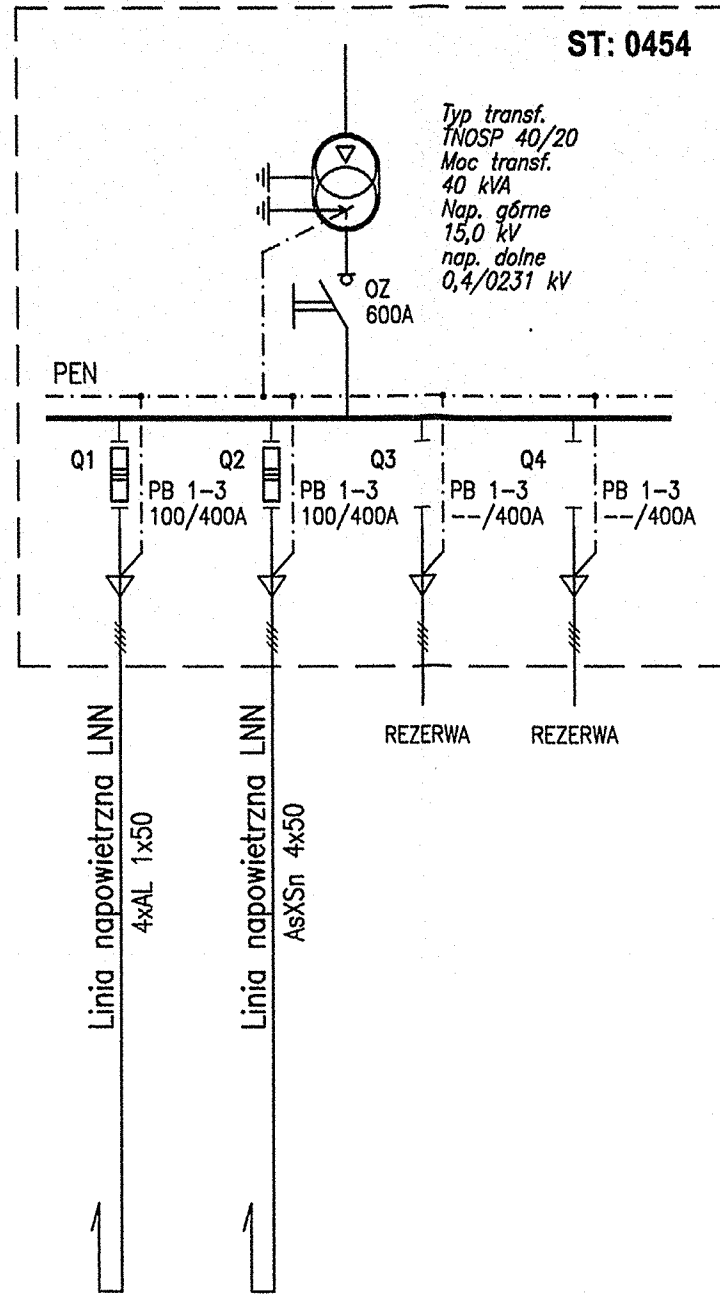 ST: 0454
Typ transf.
TNOSP 40/20
Moc transf.
40 kVA
Nap. górne
15,0 kV
nap. dolne
0,4/0231 kV
OZ
600A
PEN
Q1
PB 1-3
100/400A
Q2
PB 1-3
100/400A
Q3
PB 1-3
--/400A
Q4
PB 1-3
--/400A
REZERWA
REZERWA
Linia napowietrzna LNN
4xAL 1x50
Linia napowietrzna LNN
AsXSn 4x50